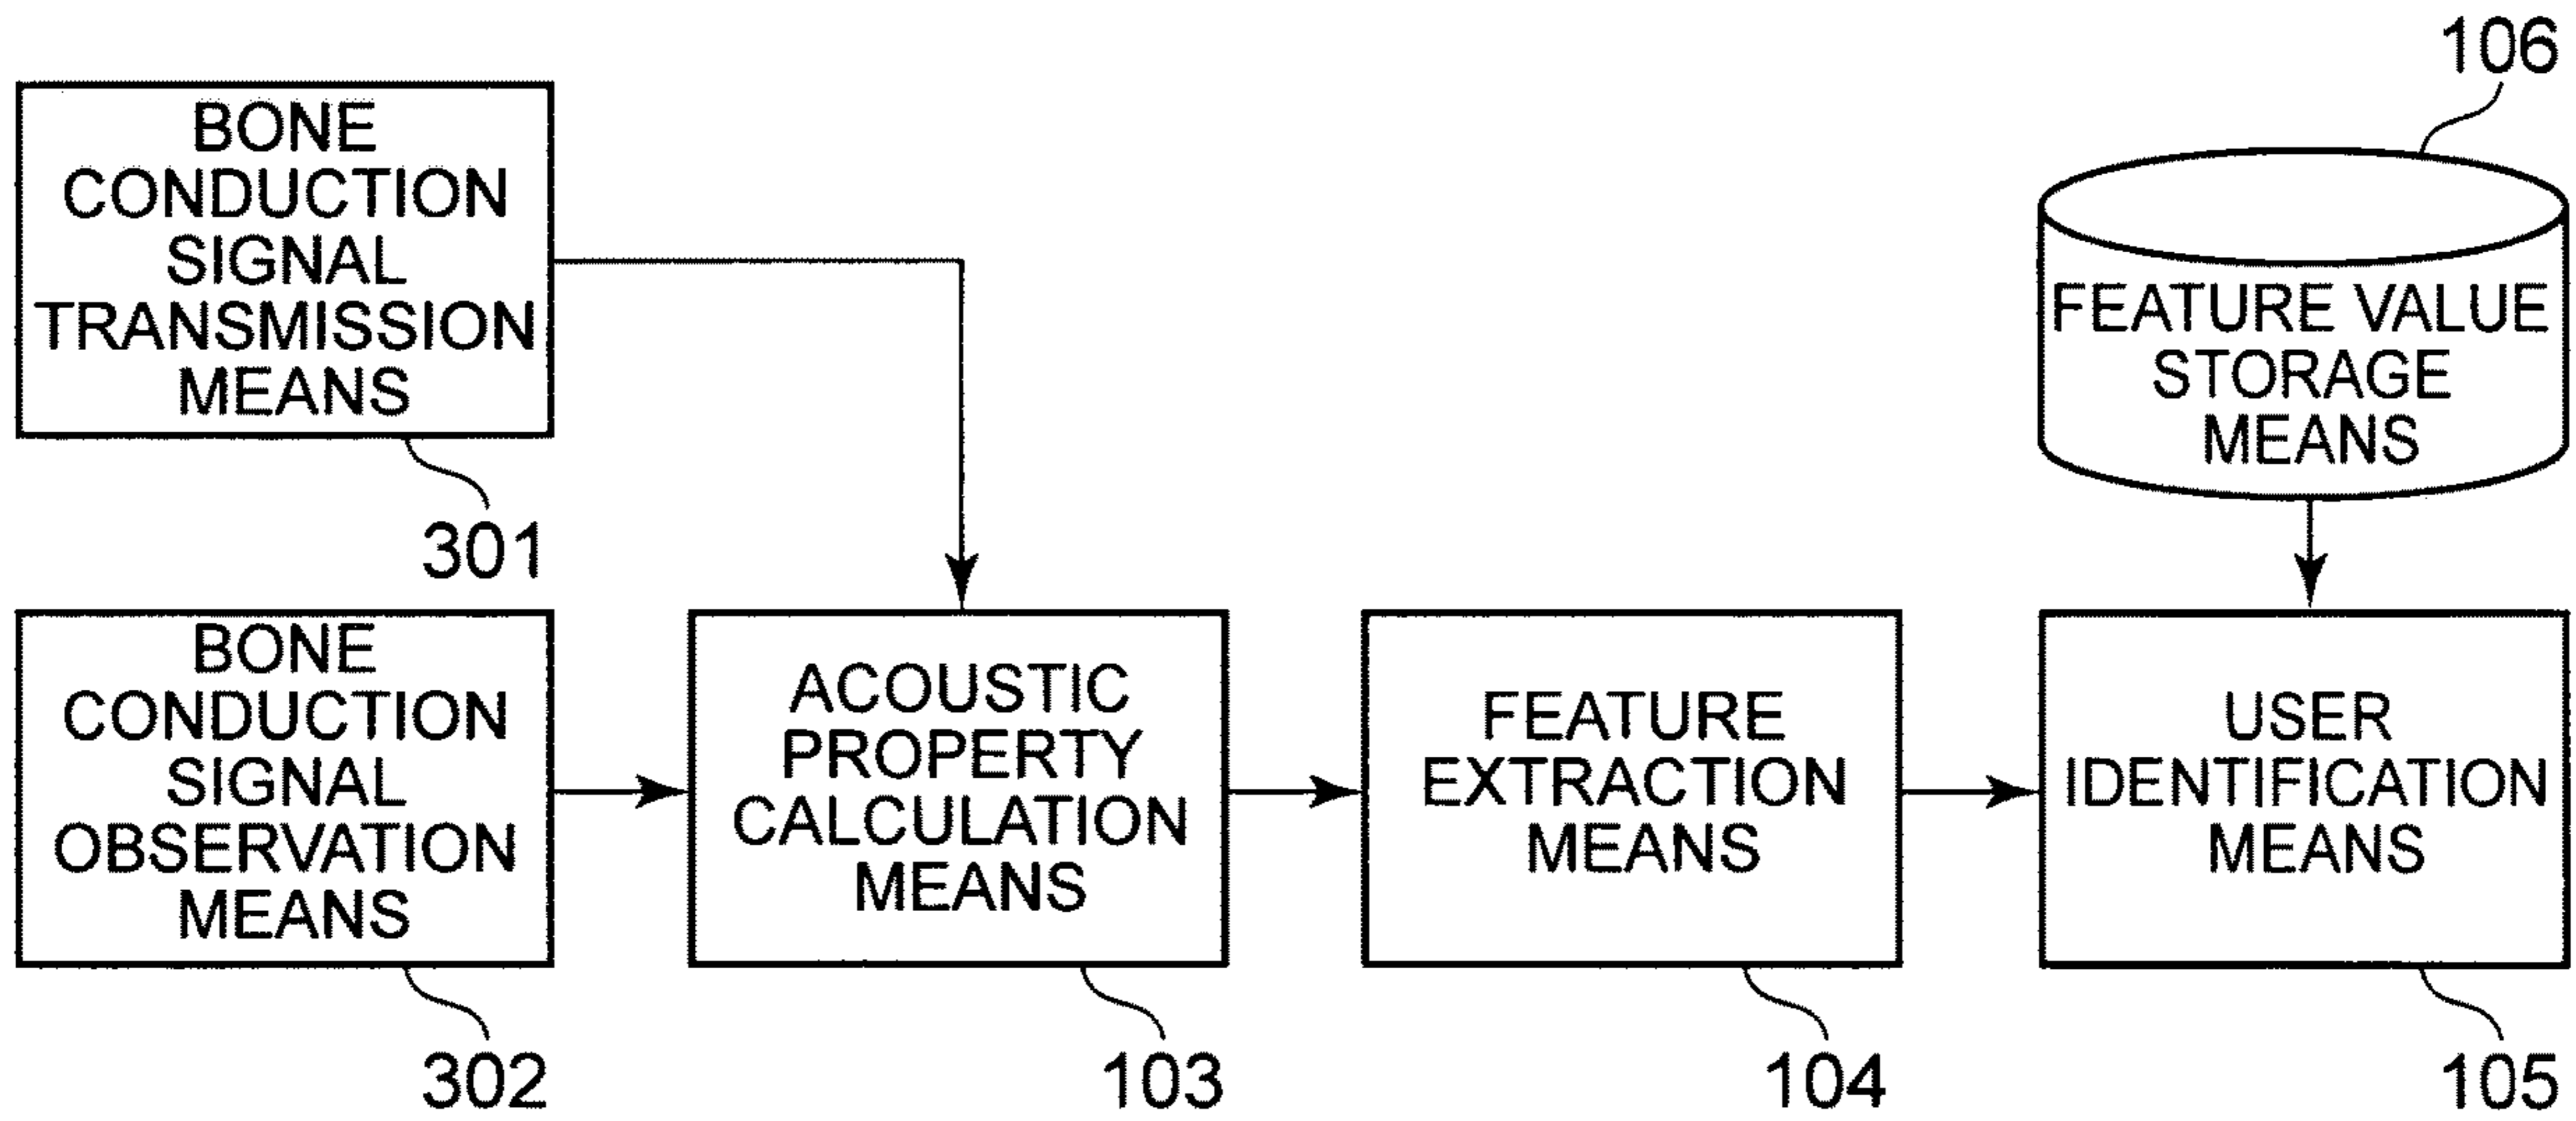 106
BONE
CONDUCTION
SIGNAL
TRANSMISSION
MEANS
301
FEATURE VALUE
STORAGE
MEANS
BONE
CONDUCTION
SIGNAL
OBSERVATION
MEANS
302
ACOUSTIC
PROPERTY
CALCULATION
MEANS
103
FEATURE
EXTRACTION
MEANS
104
USER
IDENTIFICATION
MEANS
105